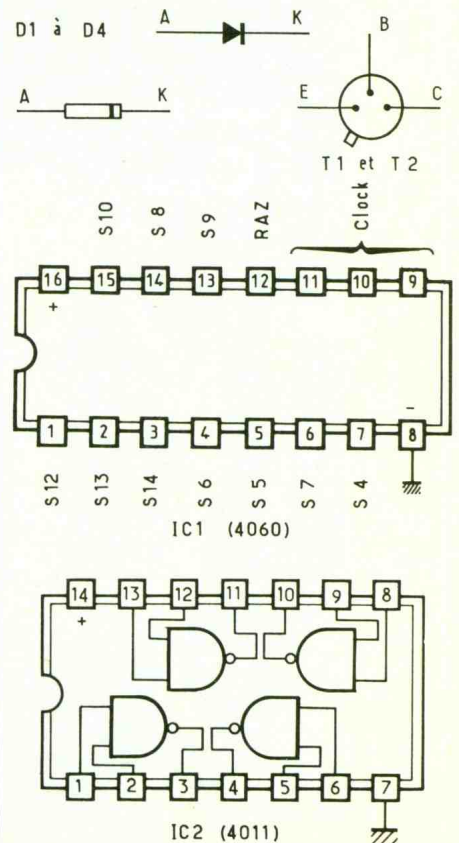 D1 à D4
A K
B
A K
E C
T1 et T2
Clock
S10 S8 S9 RAZ
16 15 14 13 12 11 10 9
+ -
1 2 3 4 5 6 7 8
S12 S13 S14 S6 S5 S7 S4
IC1 (4060)
14 13 12 11 10 9 8
+
1 2 3 4 5 6 7
IC2 (4011)